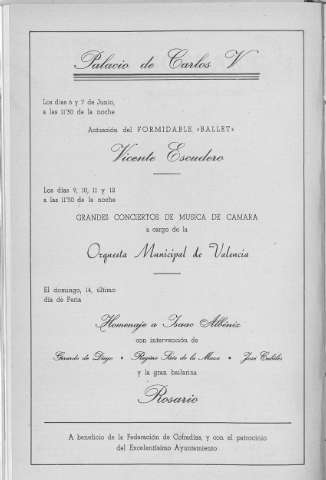 Palacio de Carlos V
Los días 6 y 7 de Junio,
a las 11'30 de la noche
Actuación del FORMIDABLE «BALLET»
Vicente Escudero
Los días 9, 10, 11 y 13
a las 11'30 de la noche
GRANDES CONCIERTOS DE MUSICA DE CAMARA
a cargo de la
Orquesta Municipal de Valencia
El domingo, 14, último
día de Feria
Homenaje a Isaac Albéniz
con intervención de
Gerardo de Diego • Regino Sáiz de la Maza • José Cubiles
y la gran bailarina
Rosario
A beneficio de la Federación de Cofradías, y con el patrocinio
del Excelentísimo Ayuntamiento